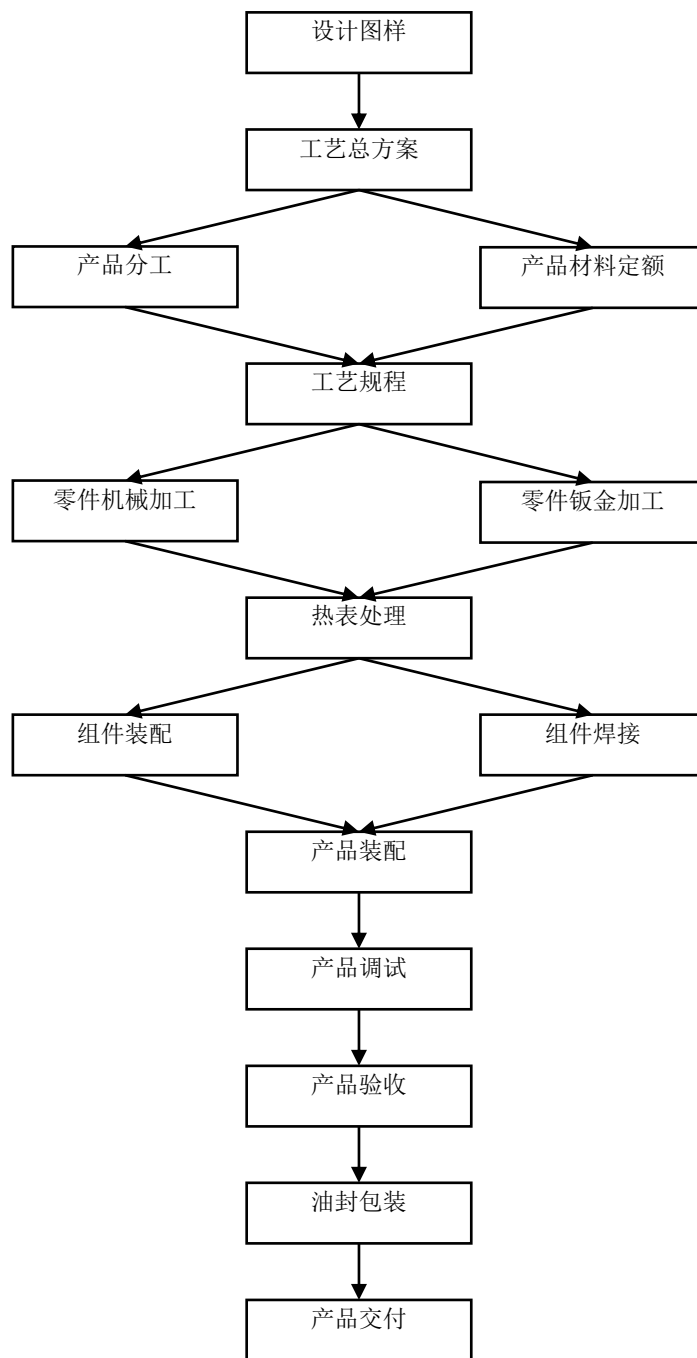 设计图样
工艺总方案
产品分工
产品材料定额
工艺规程
零件机械加工
零件钣金加工
热表处理
组件装配
组件焊接
产品装配
产品调试
产品验收
油封包装
产品交付